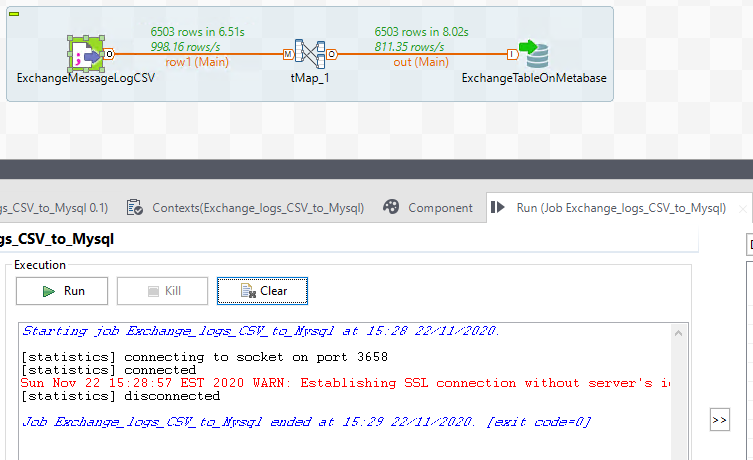 6503 rows in 6.51s
998.16 rows/s
row1 (Main)
6503 rows in 8.02s
811.35 rows/s
out (Main)
O
M
O
I
ExchangeMessageLogCSV
tMap_1
ExchangeTableOnMetabase
gs_CSV_to_Mysql 0.1)
Contexts(Exchange_logs_CSV_to_Mysql)
Component
Run (Job Exchange_logs_CSV_to_Mysql)
gs_CSV_to_Mysql
Execution
Run
Kill
Clear
Starting job Exchange_logs_CSV_to_Mysql at 15:28 22/11/2020.
[statistics] connecting to socket on port 3658
[statistics] connected
Sun Nov 22 15:28:57 EST 2020 WARN: Establishing SSL connection without server's
[statistics] disconnected
Job Exchange_logs_CSV_to_Mysql ended at 15:29 22/11/2020. [exit code=0]
>>